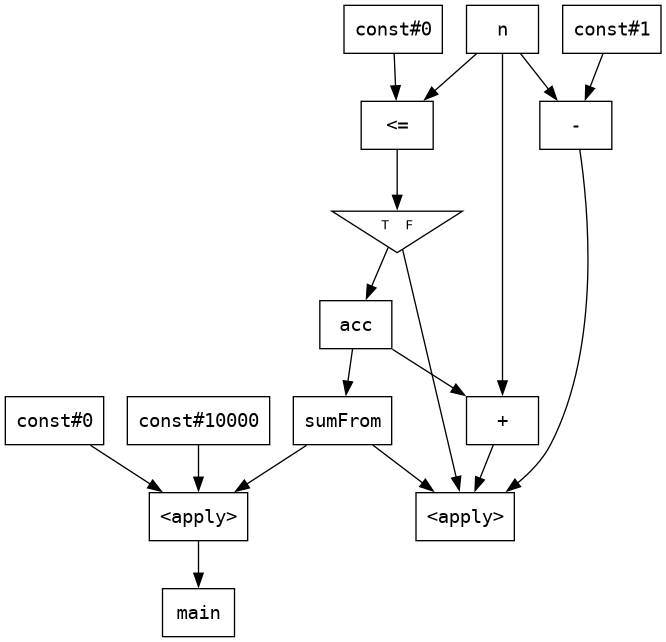 const#0
n
const#1
<=
-
T F
acc
const#0
const#10000
sumFrom
+
<apply>
<apply>
main